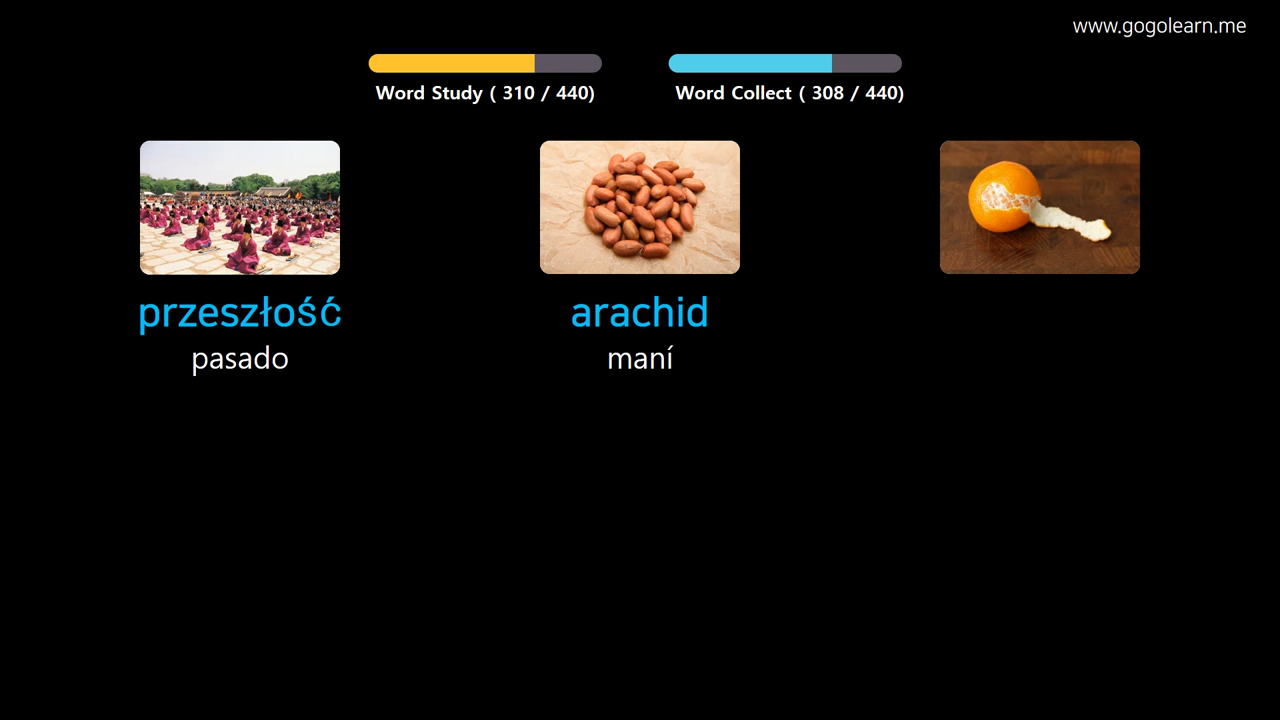 www.gogolearn.me
Word Study ( 310 / 440)
Word Collect ( 308 / 440)
przeszłość
pasado
arachid
maní